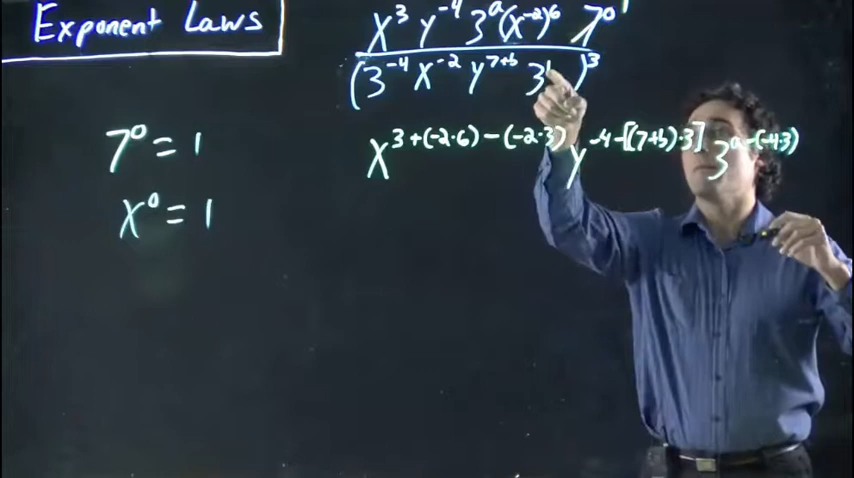 Exponent Laws
x³ y⁻⁴ 3ᵃ (x⁻²)⁶ 7⁰
(3⁻⁴ x⁻² y⁷⁺ᵇ 3 )³
7⁰ = 1
x³⁺⁽⁻²·⁶⁾⁻⁽⁻²·³⁾ y⁻⁴⁻[⁽⁷⁺ᵇ⁾·³] 3ᵃ⁻⁽⁻⁴·³⁾
x⁰ = 1